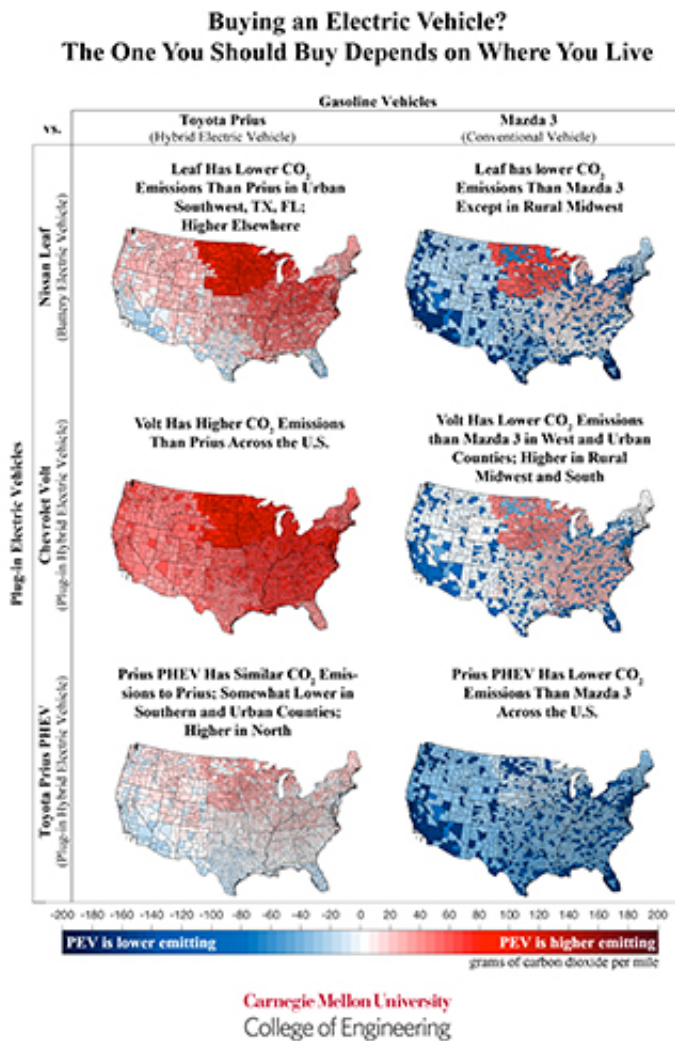 Buying an Electric Vehicle?
The One You Should Buy Depends on Where You Live
Gasoline Vehicles
vs.
Toyota Prius
(Hybrid Electric Vehicle)
Mazda 3
(Conventional Vehicle)
Plug-in Electric Vehicles
Nissan Leaf
(Battery Electric Vehicle)
Leaf Has Lower CO₂
Emissions Than Prius in Urban
Southwest, TX, FL;
Higher Elsewhere
Leaf has lower CO₂
Emissions Than Mazda 3
Except in Rural Midwest
Chevrolet Volt
(Plug-in Hybrid Electric Vehicle)
Volt Has Higher CO₂ Emissions
Than Prius Across the U.S.
Volt Has Lower CO₂ Emissions
than Mazda 3 in West and Urban
Counties; Higher in Rural
Midwest and South
Toyota Prius PHEV
(Plug-in Hybrid Electric Vehicle)
Prius PHEV Has Similar CO₂ Emis-
sions to Prius; Somewhat Lower in
Southern and Urban Counties;
Higher in North
Prius PHEV Has Lower CO₂
Emissions Than Mazda 3
Across the U.S.
-200 -180 -160 -140 -120 -100 -80 -60 -40 -20 0 20 40 60 80 100 120 140 160 180 200
PEV is lower emitting
PEV is higher emitting
grams of carbon dioxide per mile
Carnegie Mellon University
College of Engineering